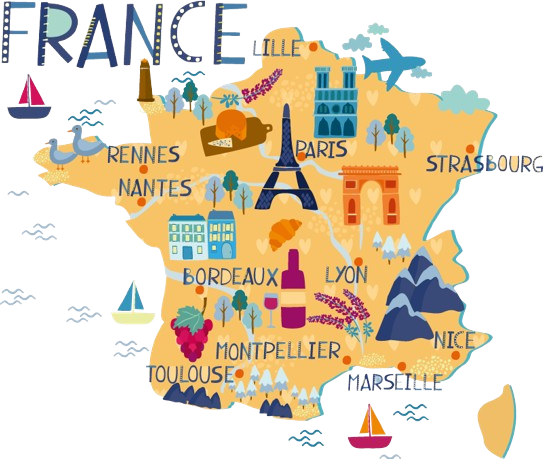 FRANCE
LILLE
PARIS
STRASBOURG
RENNES
NANTES
BORDEAUX
LYON
NICE
MONTPELLIER
TOULOUSE
MARSEILLE